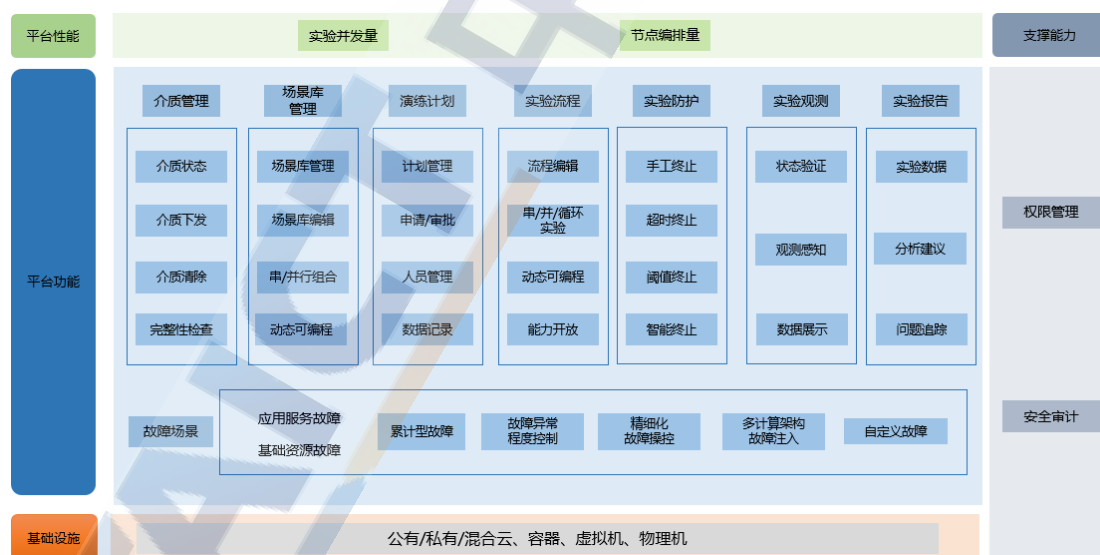 平台性能
实验并发量
节点编排量
支撑能力
平台功能
介质管理
场景库
管理
演练计划
实验流程
实验防护
实验观测
实验报告
介质状态
场景库管理
计划管理
流程编辑
手工终止
状态验证
实验数据
介质下发
场景库编辑
申请/审批
串/并/循环
实验
超时终止
观测感知
分析建议
权限管理
介质清除
串/并行组合
人员管理
动态可编程
阈值终止
完整性检查
动态可编程
数据记录
能力开放
智能终止
数据展示
问题追踪
故障场景
应用服务故障
基础资源故障
累计型故障
故障异常
程度控制
精细化
故障操控
多计算架构
故障注入
自定义故障
安全审计
基础设施
公有/私有/混合云、容器、虚拟机、物理机